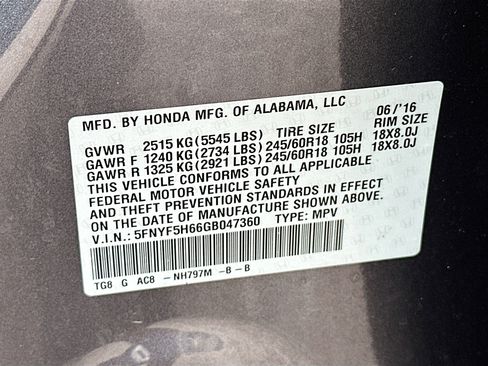 MFD. BY HONDA MFG. OF ALABAMA, LLC 06/'16
GVWR 2515 KG (5545 LBS) TIRE SIZE RIM SIZE
GAWR F 1240 KG (2734 LBS) 245/60R18 105H 18X8.0J
GAWR R 1325 KG (2921 LBS) 245/60R18 105H 18X8.0J
THIS VEHICLE CONFORMS TO ALL APPLICABLE
FEDERAL MOTOR VEHICLE SAFETY
AND THEFT PREVENTION STANDARDS IN EFFECT
ON THE DATE OF MANUFACTURE SHOWN ABOVE.
V.I.N.: 5FNYF5H66GB047360 TYPE: MPV
TG8 G AC8 -NH797M -B -B